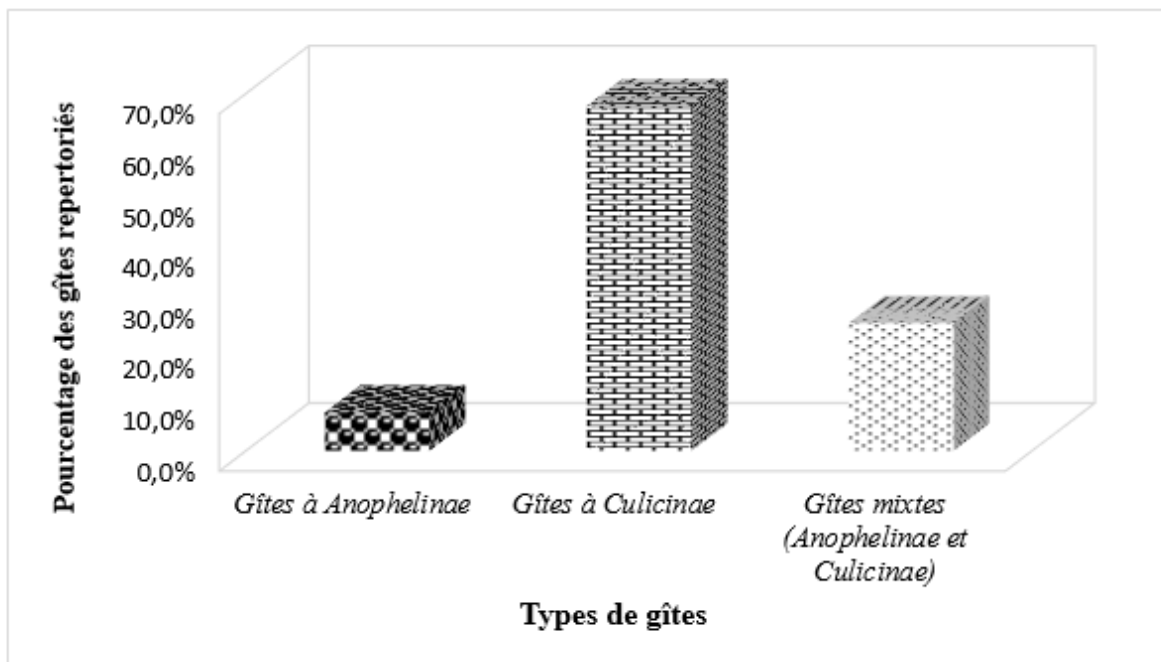 Pourcentage des gîtes repertoriés
70,0%
60,0%
50,0%
40,0%
30,0%
20,0%
10,0%
0,0%
Gîtes à Anophelinae
Gîtes à Culicinae
Gîtes mixtes
(Anophelinae et
Culicinae)
Types de gîtes